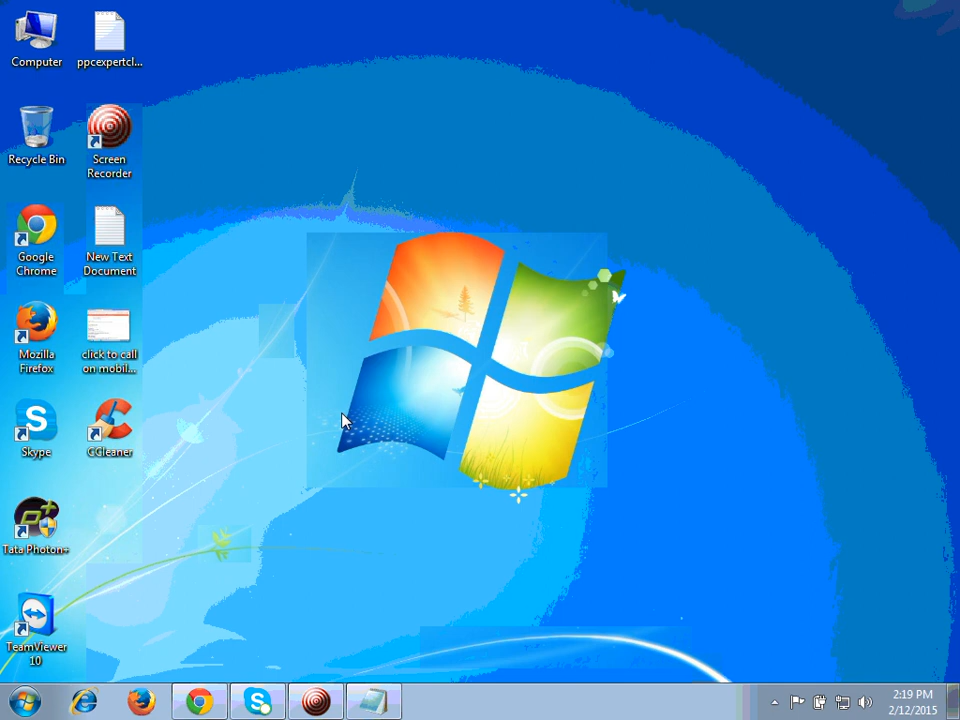 Computer
ppcexpertcl...
Recycle Bin
Screen
Recorder
Google
Chrome
New Text
Document
Mozilla
Firefox
click to call
on mobil...
Skype
CCleaner
Tata Photon+
TeamViewer
10
2:19 PM
2/12/2015